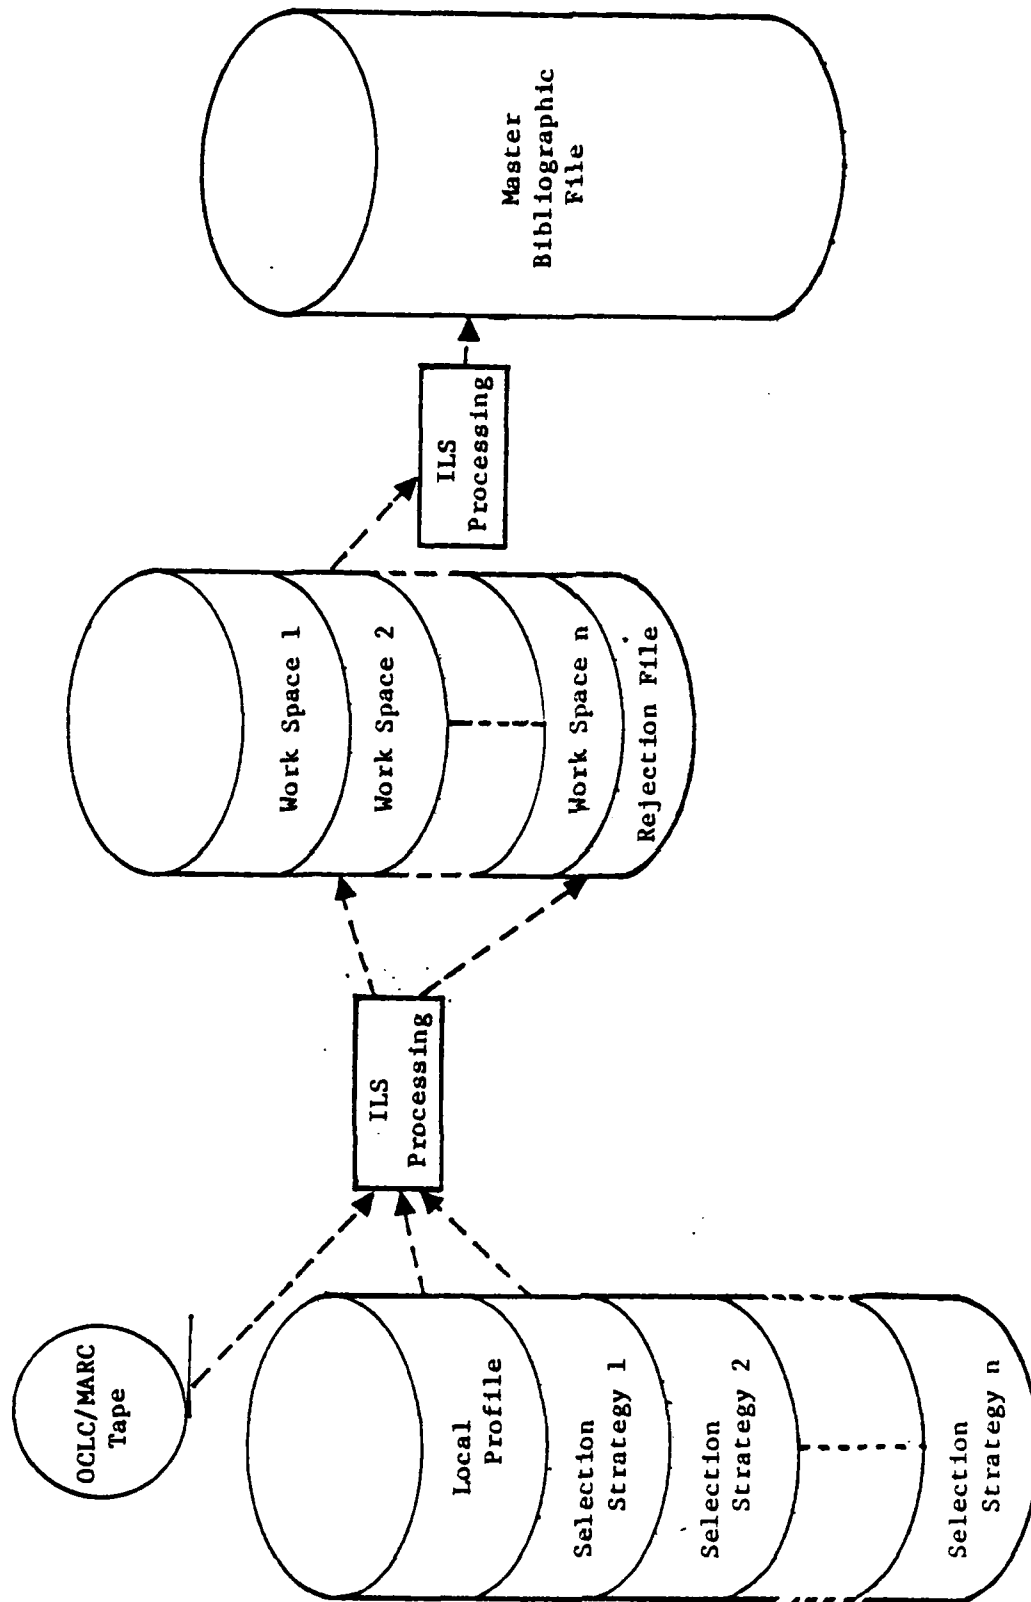 OCLC/MARC
Tape
Local
Profile
Selection
Strategy 1
Selection
Strategy 2
Selection
Strategy n
ILS
Processing
Work Space 1
Work Space 2
Work Space n
Rejection File
ILS
Processing
Master
Bibliographic
File